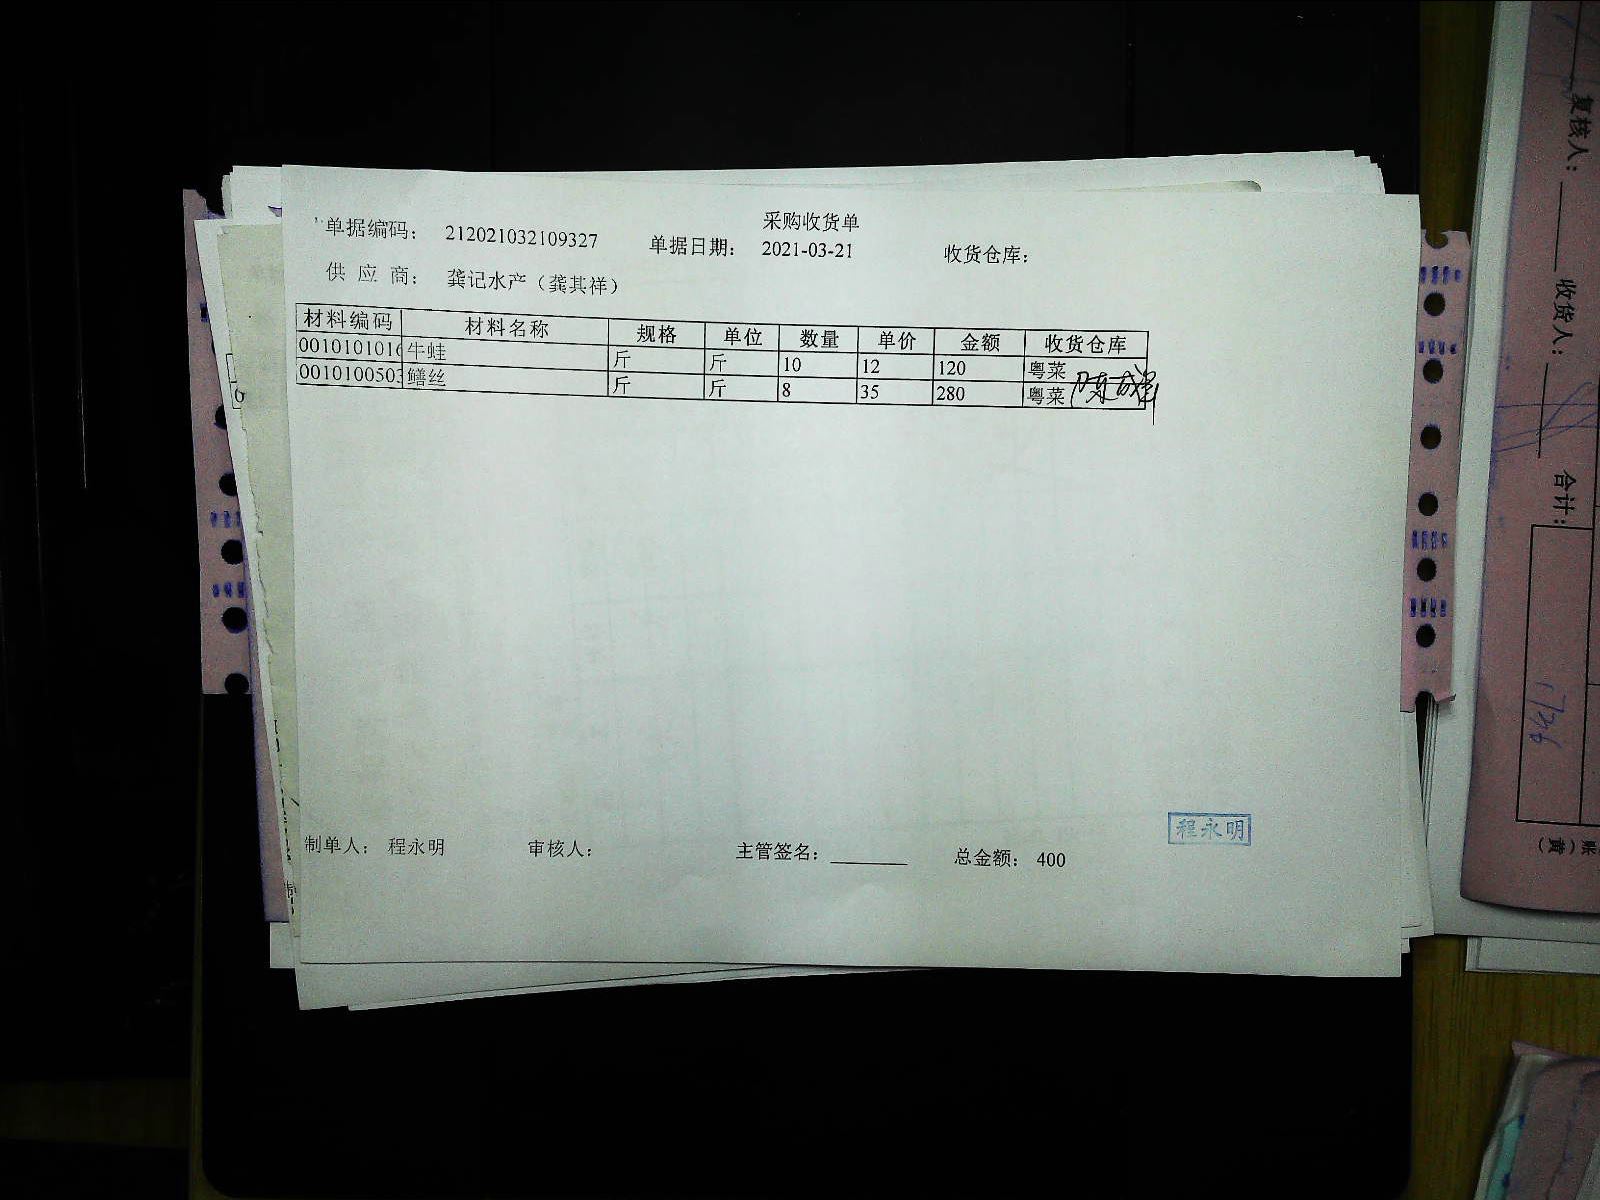 采购收货单
单据编码： 212021032109327 单据日期： 2021-03-21 收货仓库：
供 应 商： 龚记水产（龚其祥）
材料编码 材料名称 规格 单位 数量 单价 金额 收货仓库
0010101016 牛蛙 斤 斤 10 12 120 粤菜
0010100503 鳝丝 斤 斤 8 35 280 粤菜
制单人： 程永明 审核人： 主管签名： 总金额： 400
程永明
复核人： 收货人： 合计：